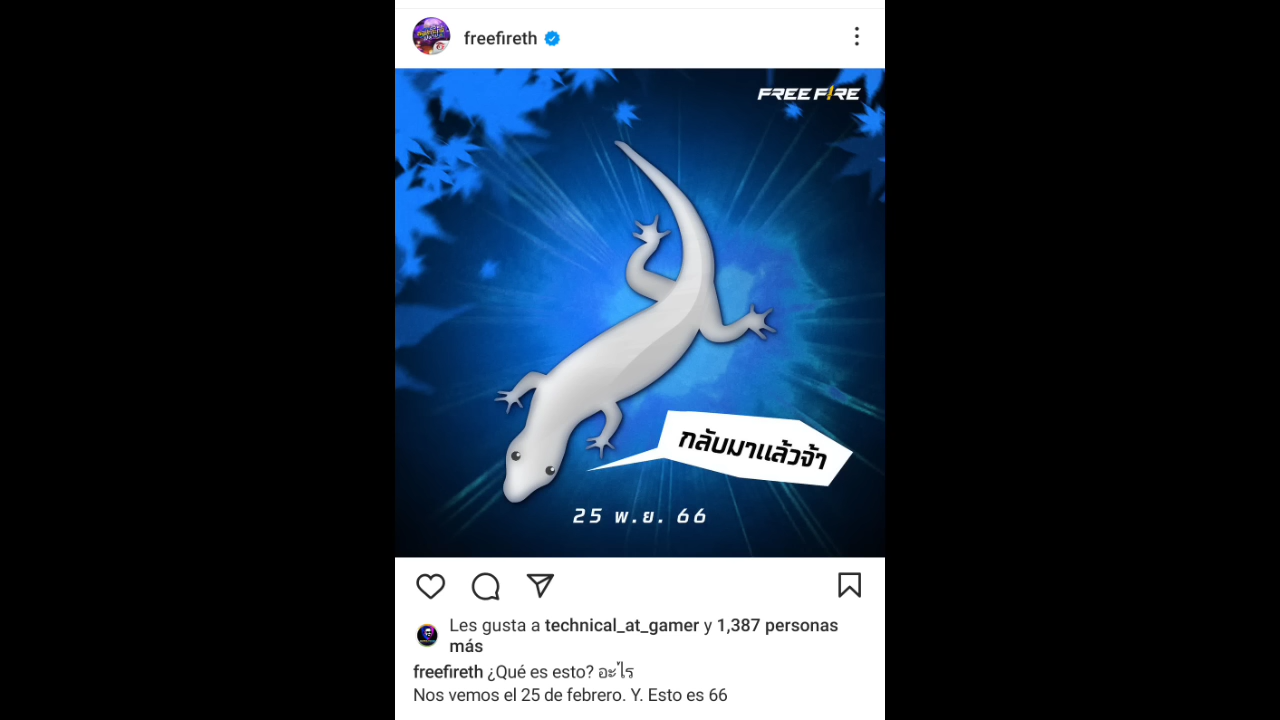 freefireth
FREE FIRE
กลับมาแล้วจ้า
25 พ.ย. 66
Les gusta a technical_at_gamer y 1,387 personas
más
freefireth ¿Qué es esto? อะไร
Nos vemos el 25 de febrero. Y. Esto es 66